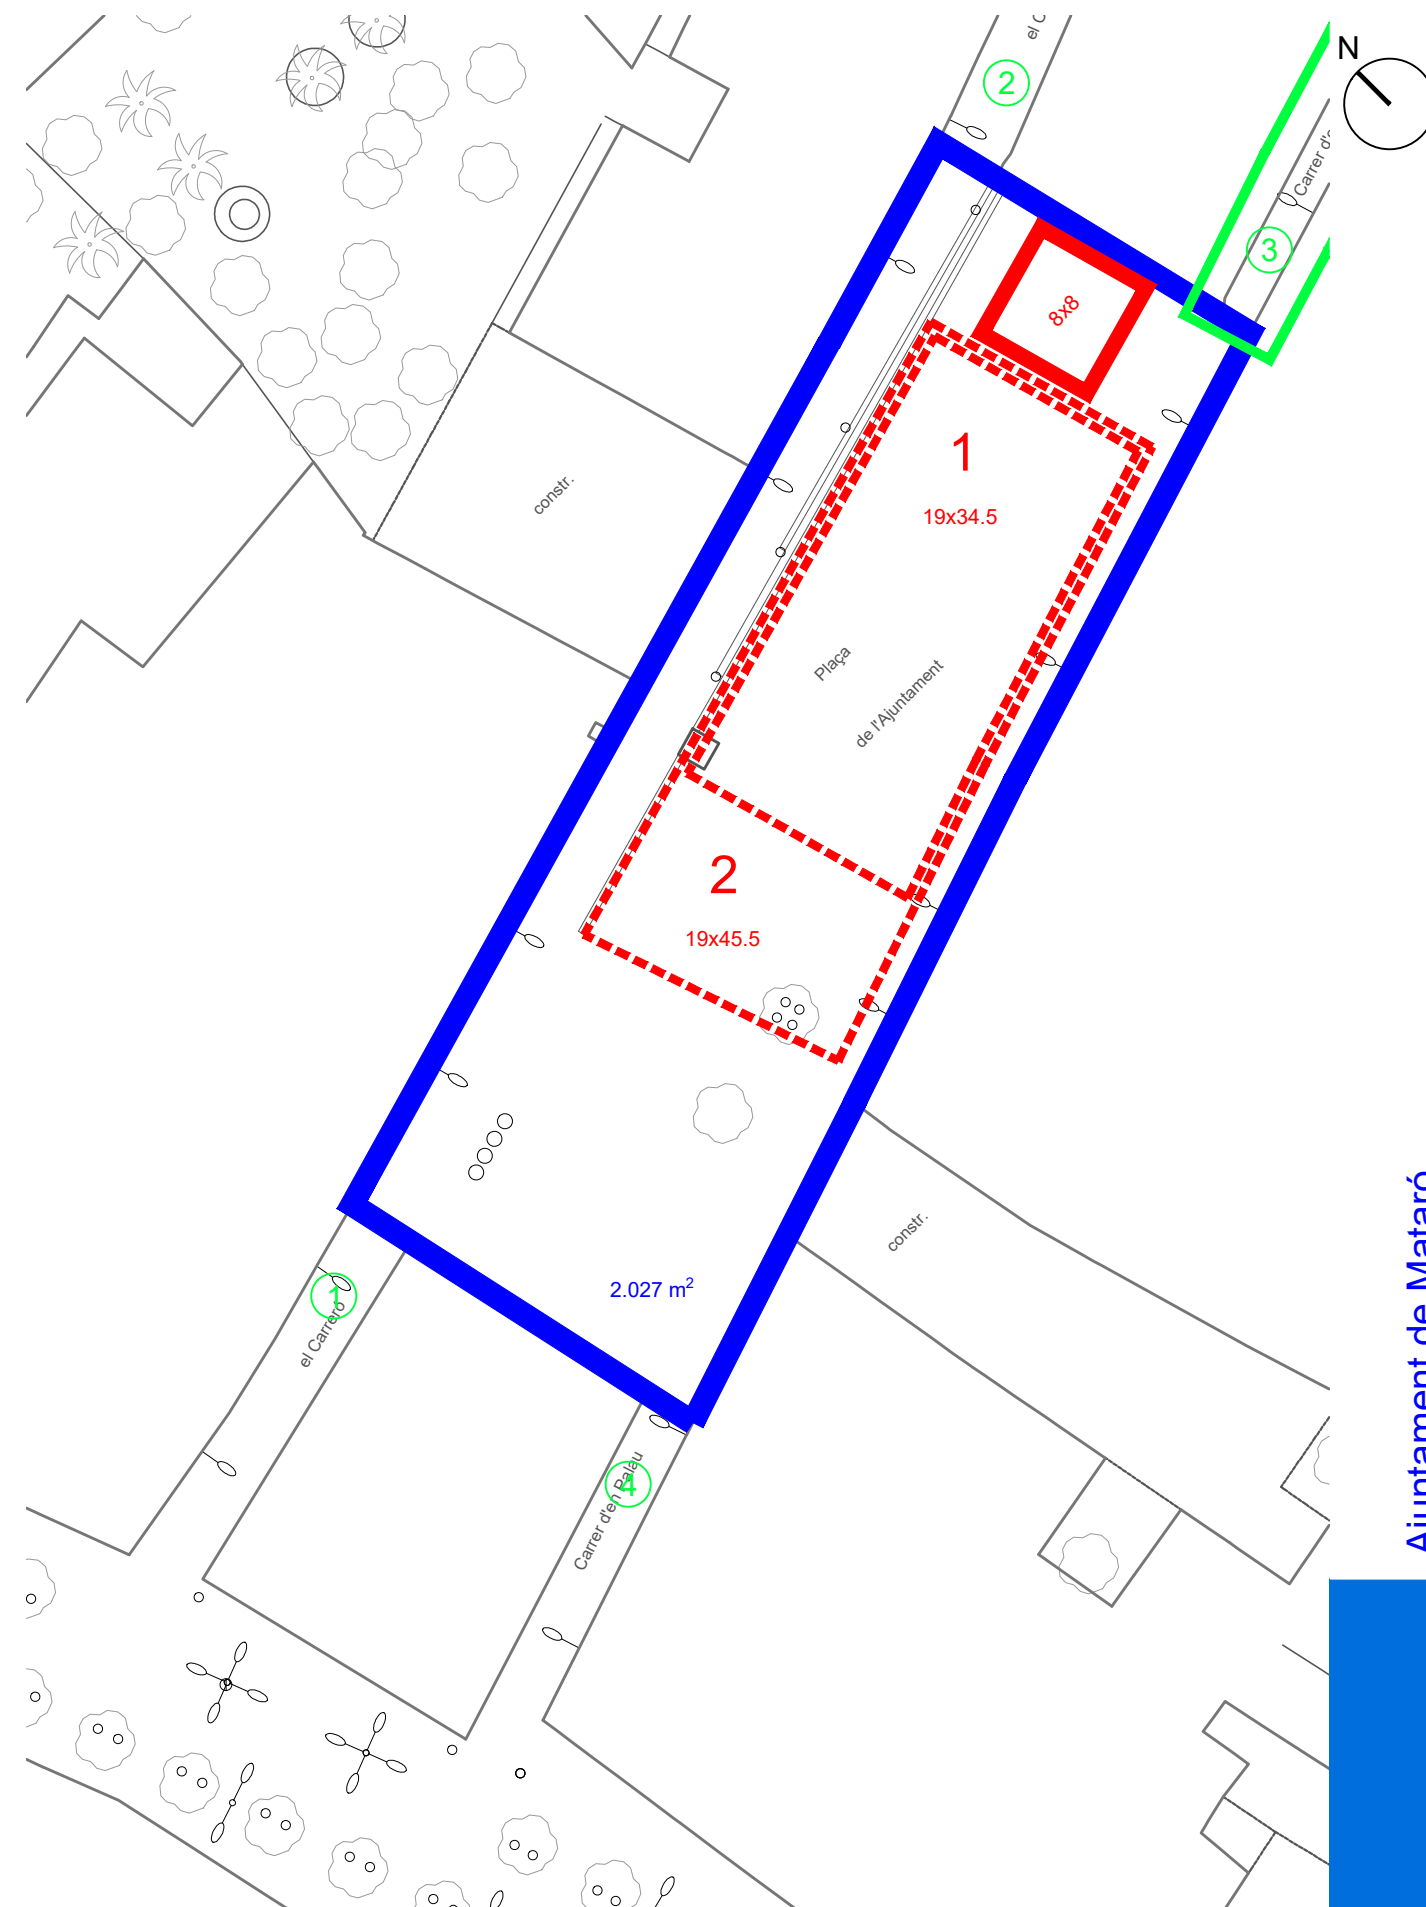 N
el C
2
Carrer d'e
3
8x8
1
19x34.5
constr.
Plaça
de l'Ajuntament
2
19x45.5
constr.
Ajuntament de Mataró
2.027 m²
1
el Carreró
4
Carrer d'en Palau